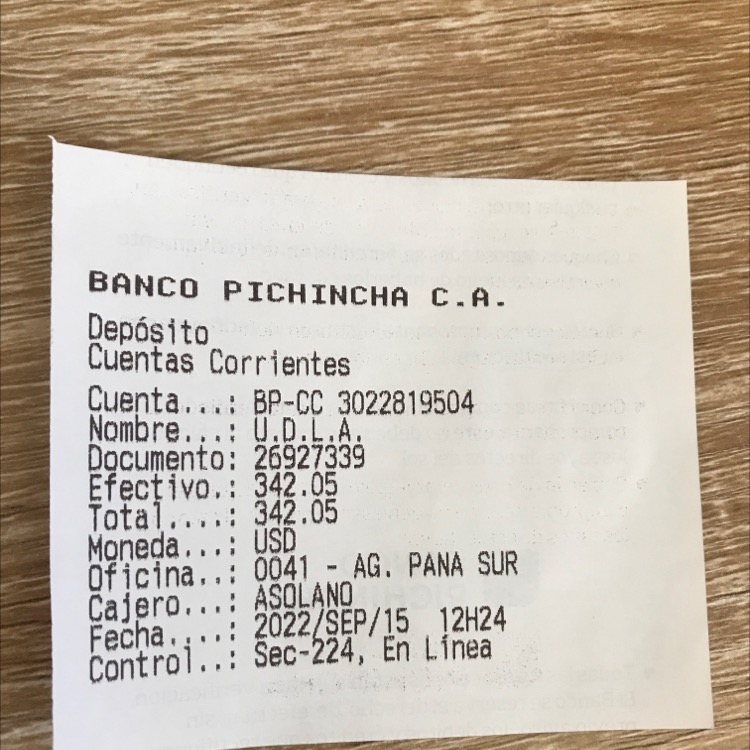 BANCO PICHINCHA C.A.
Depósito
Cuentas Corrientes
Cuenta...: BP-CC 3022819504
Nombre...: U.D.L.A.
Documento: 26927339
Efectivo.: 342.05
Total....: 342.05
Moneda...: USD
Oficina..: 0041 - AG. PANA SUR
Cajero...: ASOLANO
Fecha....: 2022/SEP/15 12H24
Control..: Sec-224, En Línea